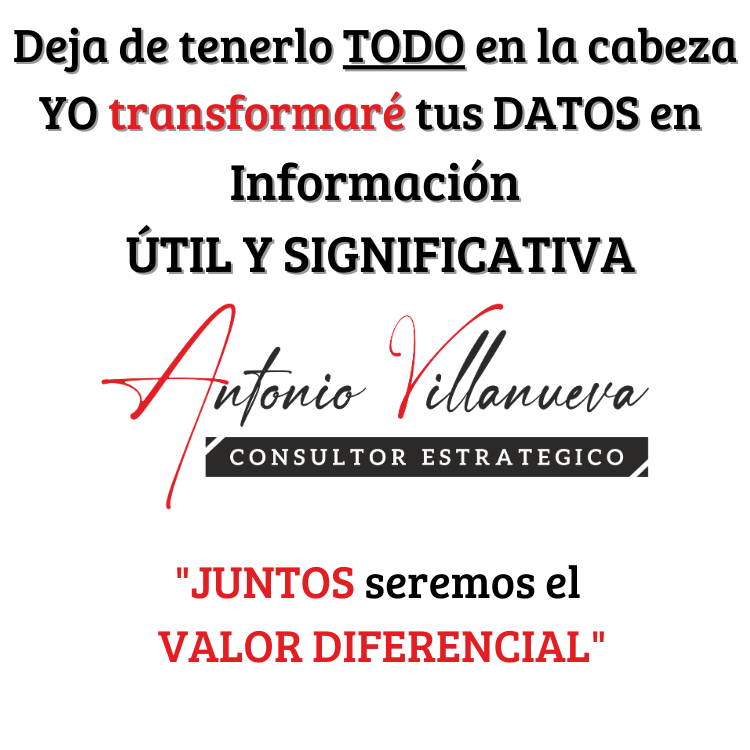 Deja de tenerlo TODO en la cabeza
YO transformaré tus DATOS en
Información
ÚTIL Y SIGNIFICATIVA
Antonio Villanueva
CONSULTOR ESTRATEGICO
"JUNTOS seremos el
VALOR DIFERENCIAL"